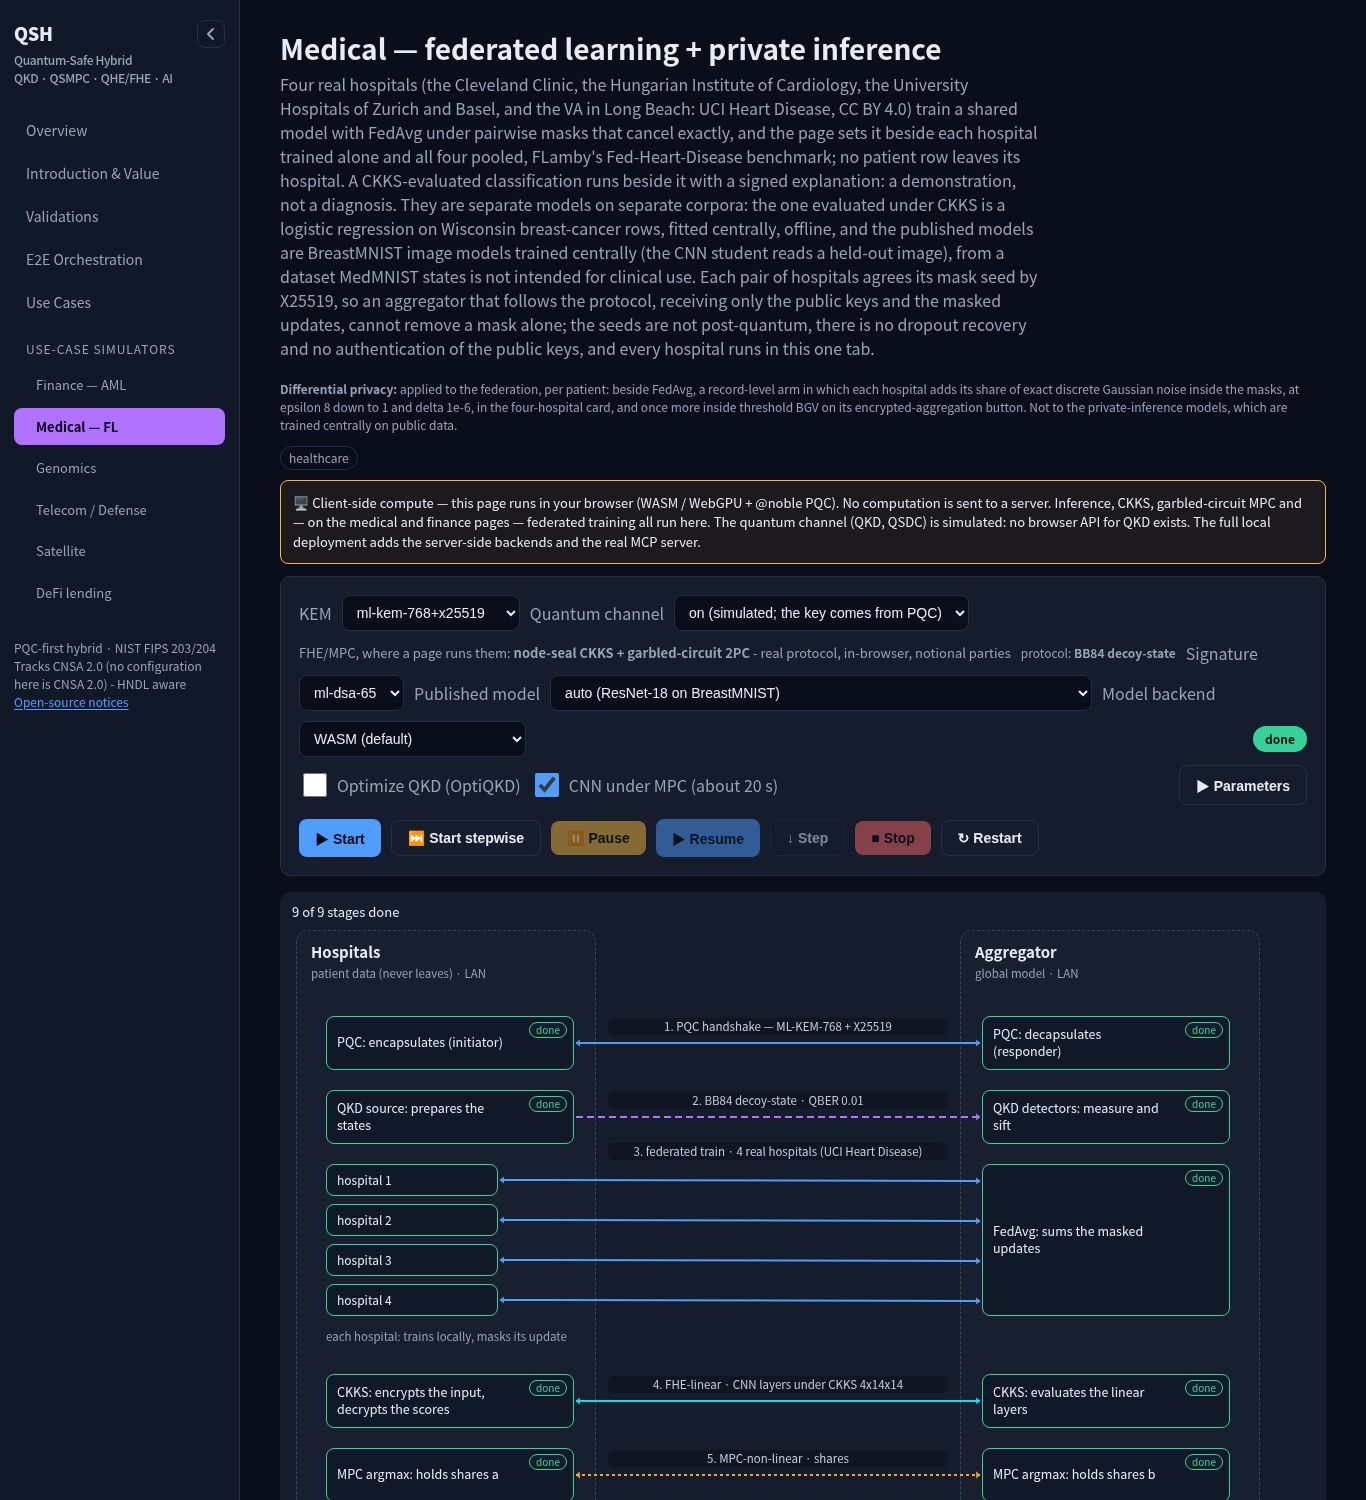 QSH
Quantum-Safe Hybrid
QKD · QSMPC · QHE/FHE · AI
Overview
Introduction & Value
Validations
E2E Orchestration
Use Cases
USE-CASE SIMULATORS
Finance — AML
Medical — FL
Genomics
Telecom / Defense
Satellite
DeFi lending
PQC-first hybrid · NIST FIPS 203/204
Tracks CNSA 2.0 (no configuration
here is CNSA 2.0) - HNDL aware
Open-source notices
Medical — federated learning + private inference
Four real hospitals (the Cleveland Clinic, the Hungarian Institute of Cardiology, the University
Hospitals of Zurich and Basel, and the VA in Long Beach: UCI Heart Disease, CC BY 4.0) train a shared
model with FedAvg under pairwise masks that cancel exactly, and the page sets it beside each hospital
trained alone and all four pooled, FLamby's Fed-Heart-Disease benchmark; no patient row leaves its
hospital. A CKKS-evaluated classification runs beside it with a signed explanation: a demonstration,
not a diagnosis. They are separate models on separate corpora: the one evaluated under CKKS is a
logistic regression on Wisconsin breast-cancer rows, fitted centrally, offline, and the published models
are BreastMNIST image models trained centrally (the CNN student reads a held-out image), from a
dataset MedMNIST states is not intended for clinical use. Each pair of hospitals agrees its mask seed by
X25519, so an aggregator that follows the protocol, receiving only the public keys and the masked
updates, cannot remove a mask alone; the seeds are not post-quantum, there is no dropout recovery
and no authentication of the public keys, and every hospital runs in this one tab.
Differential privacy: applied to the federation, per patient: beside FedAvg, a record-level arm in which each hospital adds its share of exact discrete Gaussian noise inside the masks, at
epsilon 8 down to 1 and delta 1e-6, in the four-hospital card, and once more inside threshold BGV on its encrypted-aggregation button. Not to the private-inference models, which are
trained centrally on public data.
healthcare
🖥️ Client-side compute — this page runs in your browser (WASM / WebGPU + @noble PQC). No computation is sent to a server. Inference, CKKS, garbled-circuit MPC and
— on the medical and finance pages — federated training all run here. The quantum channel (QKD, QSDC) is simulated: no browser API for QKD exists. The full local
deployment adds the server-side backends and the real MCP server.
KEM ml-kem-768+x25519 Quantum channel on (simulated; the key comes from PQC)
FHE/MPC, where a page runs them: node-seal CKKS + garbled-circuit 2PC - real protocol, in-browser, notional parties protocol: BB84 decoy-state Signature
ml-dsa-65 Published model auto (ResNet-18 on BreastMNIST) Model backend
WASM (default) done
Optimize QKD (OptiQKD) CNN under MPC (about 20 s) ▶ Parameters
▶ Start ⏩ Start stepwise ⏸ Pause ▶ Resume ↓ Step ■ Stop ↻ Restart
9 of 9 stages done
Hospitals
patient data (never leaves) · LAN
Aggregator
global model · LAN
PQC: encapsulates (initiator) done
1. PQC handshake — ML-KEM-768 + X25519
PQC: decapsulates
(responder)
done
QKD source: prepares the
states
done
2. BB84 decoy-state · QBER 0.01
QKD detectors: measure and
sift
done
3. federated train · 4 real hospitals (UCI Heart Disease)
hospital 1
hospital 2
hospital 3
hospital 4
FedAvg: sums the masked
updates
done
each hospital: trains locally, masks its update
CKKS: encrypts the input,
decrypts the scores
done
4. FHE-linear · CNN layers under CKKS 4x14x14
CKKS: evaluates the linear
layers
done
MPC argmax: holds shares a
done
5. MPC-non-linear · shares
MPC argmax: holds shares b
done